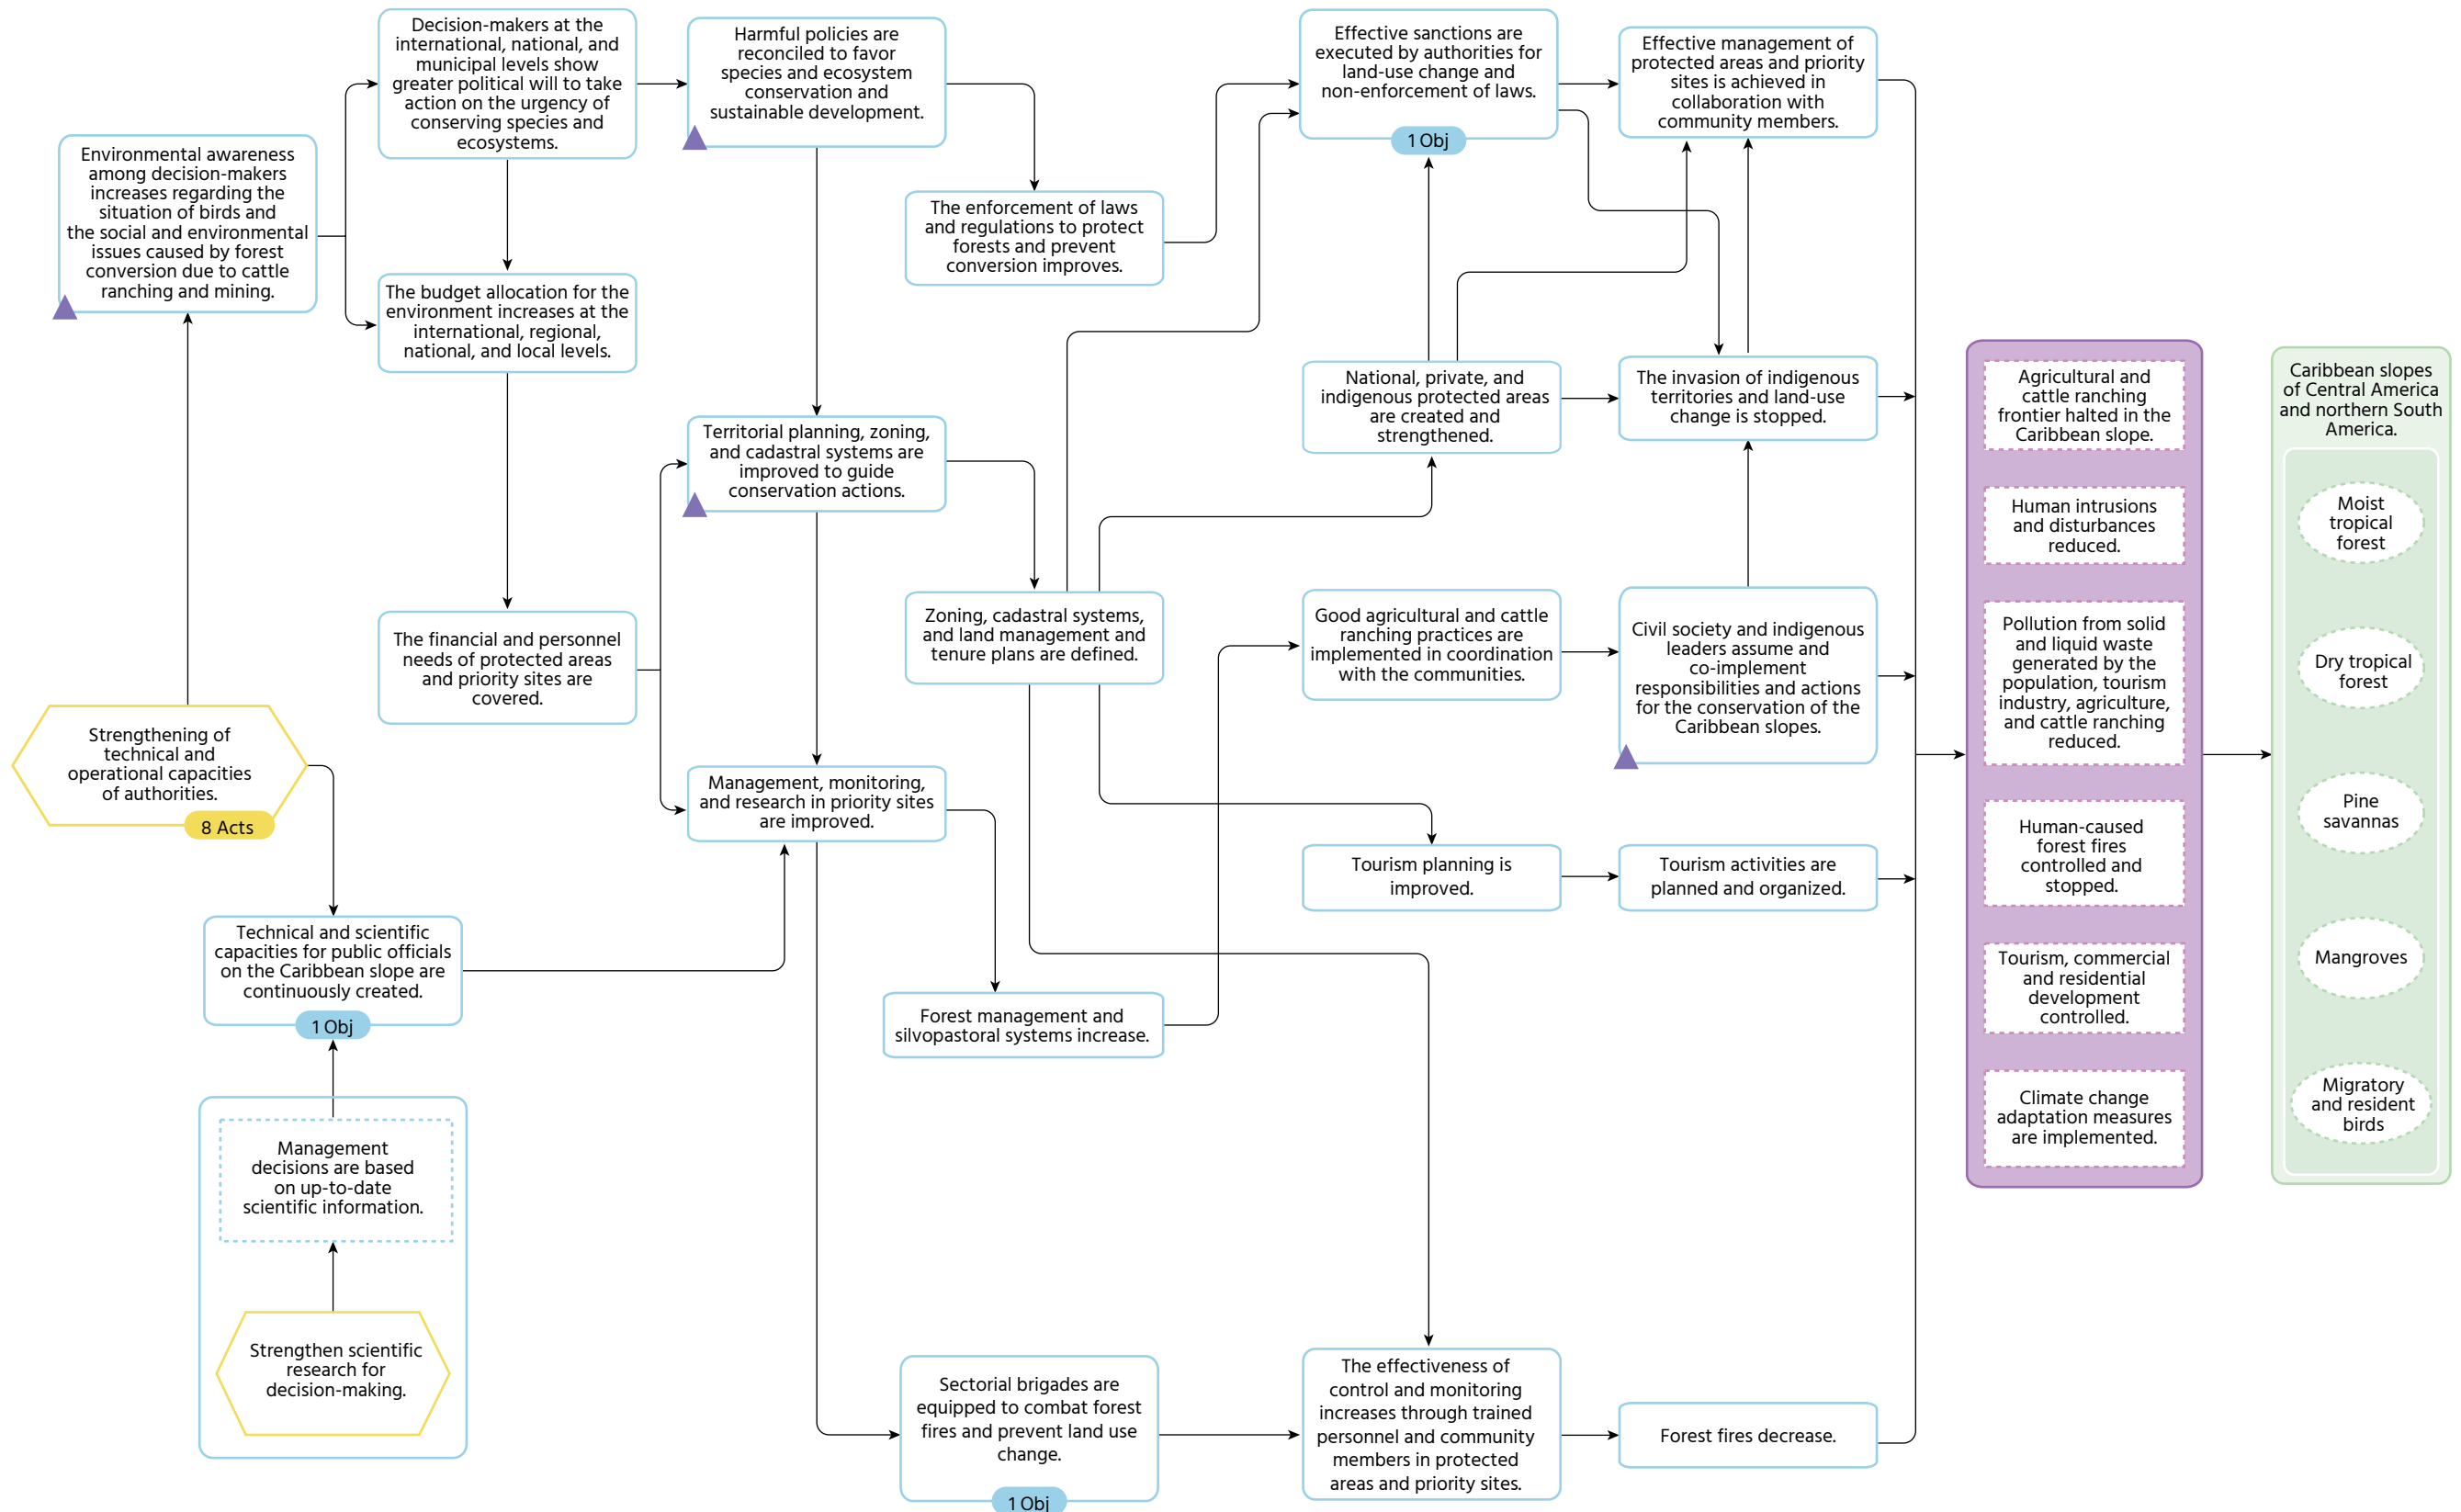 Environmental awareness
among decision-makers
increases regarding the
situation of birds and
the social and environmental
issues caused by forest
conversion due to cattle
ranching and mining.
Strengthening of
technical and
operational capacities
of authorities.
8 Acts
Technical and scientific
capacities for public officials
on the Caribbean slope are
continuously created.
1 Obj
Management
decisions are based
on up-to-date
scientific information.
Strengthen scientific
research for
decision-making.
Decision-makers at the
international, national, and
municipal levels show
greater political will to take
action on the urgency of
conserving species and
ecosystems.
The budget allocation for the
environment increases at the
international, regional,
national, and local levels.
The financial and personnel
needs of protected areas
and priority sites are
covered.
Harmful policies are
reconciled to favor
species and ecosystem
conservation and
sustainable development.
Territorial planning, zoning,
and cadastral systems are
improved to guide
conservation actions.
Management, monitoring,
and research in priority sites
are improved.
The enforcement of laws
and regulations to protect
forests and prevent
conversion improves.
Zoning, cadastral systems,
and land management and
tenure plans are defined.
Forest management and
silvopastoral systems increase.
Sectorial brigades are
equipped to combat forest
fires and prevent land use
change.
1 Obj
Effective sanctions are
executed by authorities for
land-use change and
non-enforcement of laws.
1 Obj
National, private, and
indigenous protected areas
are created and
strengthened.
Good agricultural and cattle
ranching practices are
implemented in coordination
with the communities.
Tourism planning is
improved.
The effectiveness of
control and monitoring
increases through trained
personnel and community
members in protected
areas and priority sites.
Effective management of
protected areas and priority
sites is achieved in
collaboration with
community members.
The invasion of indigenous
territories and land-use
change is stopped.
Civil society and indigenous
leaders assume and
co-implement
responsibilities and actions
for the conservation of the
Caribbean slopes.
Tourism activities are
planned and organized.
Forest fires decrease.
Agricultural and
cattle ranching
frontier halted in the
Caribbean slope.
Human intrusions
and disturbances
reduced.
Pollution from solid
and liquid waste
generated by the
population, tourism
industry, agriculture,
and cattle ranching
reduced.
Human-caused
forest fires
controlled and
stopped.
Tourism, commercial
and residential
development
controlled.
Climate change
adaptation measures
are implemented.
Caribbean slopes
of Central America
and northern South
America.
Moist
tropical
forest
Dry tropical
forest
Pine
savannas
Mangroves
Migratory
and resident
birds